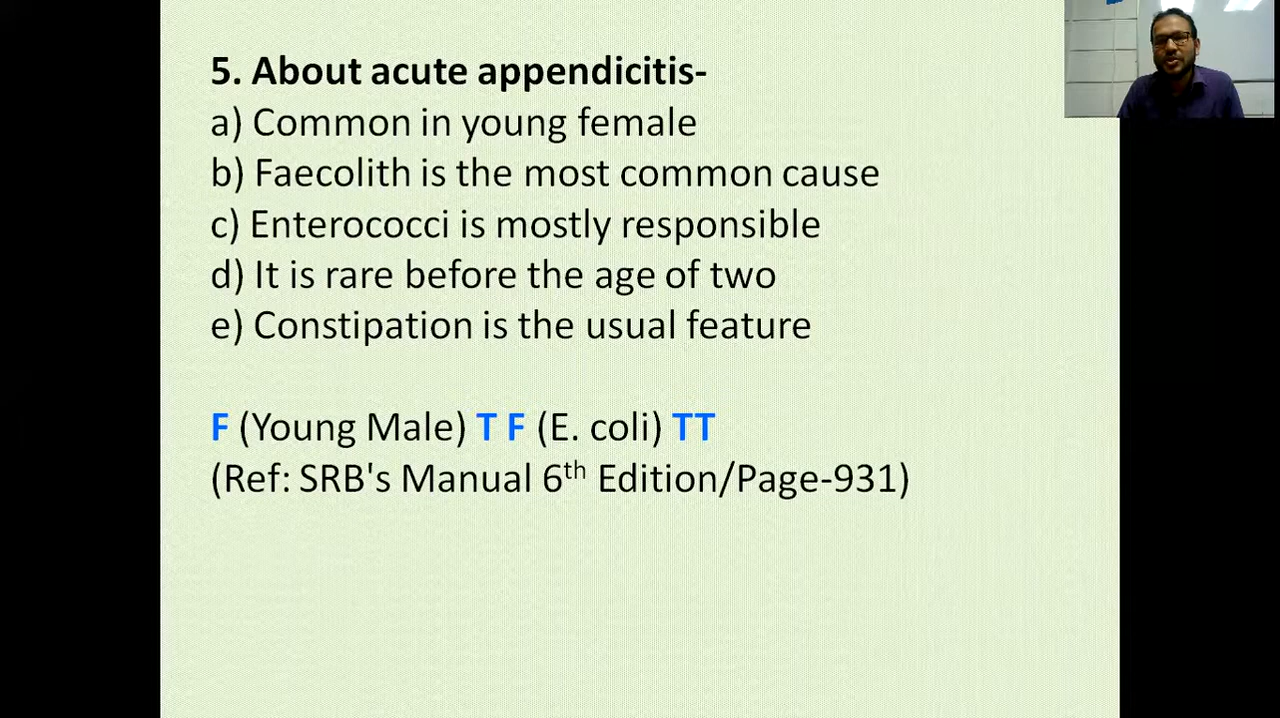 5. About acute appendicitis-
a) Common in young female
b) Faecolith is the most common cause
c) Enterococci is mostly responsible
d) It is rare before the age of two
e) Constipation is the usual feature
F (Young Male) T F (E. coli) TT
(Ref: SRB's Manual 6th Edition/Page-931)